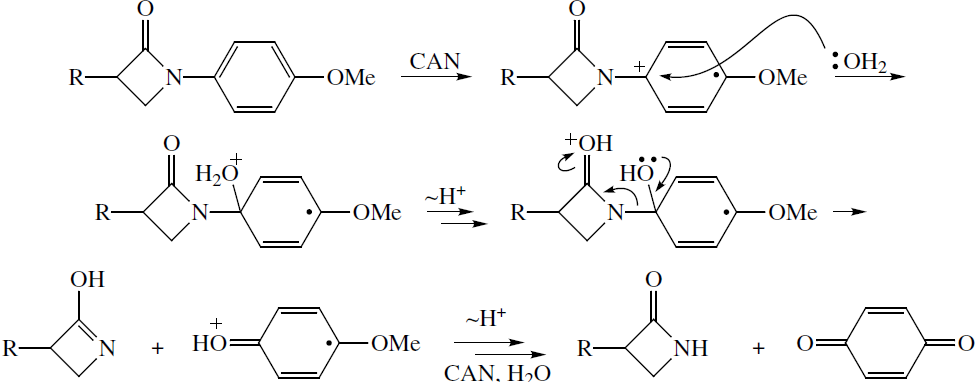 O O
R N OMe CAN R N + OMe :OH2
O H2O+ R N OMe ~H+ +OH HO R N OMe
OH R N + HO+ OMe ~H+ CAN, H2O O R NH + O O